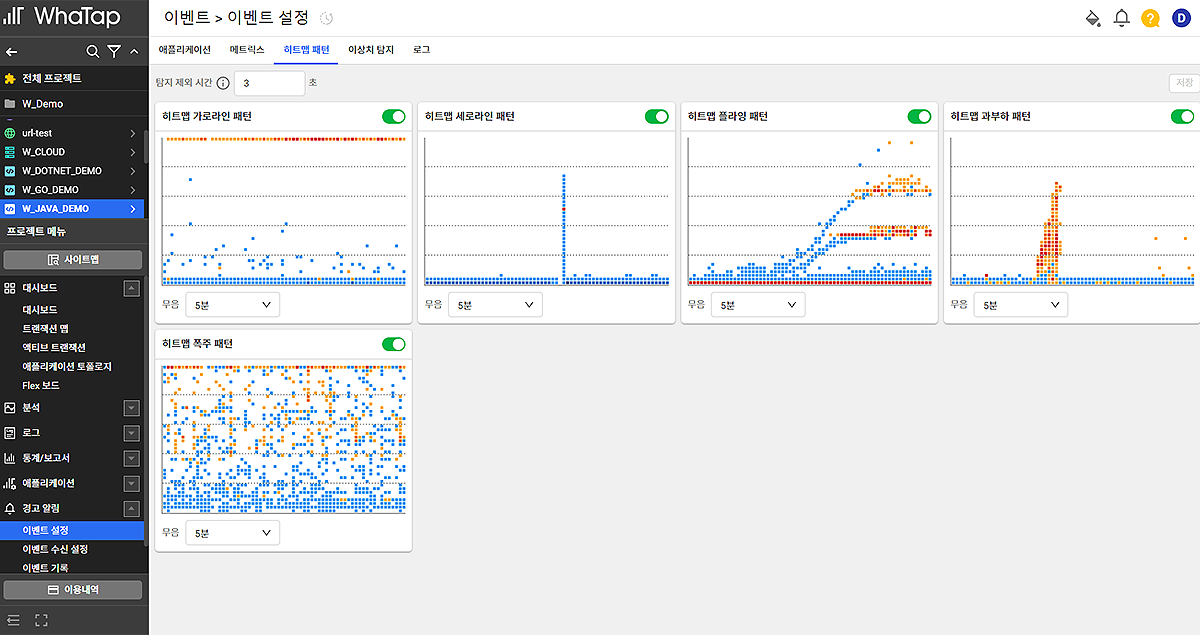 WhaTap
이벤트 > 이벤트 설정
D
전체 프로젝트
W_Demo
url-test
W_CLOUD
W_DOTNET_DEMO
W_GO_DEMO
W_JAVA_DEMO
프로젝트 메뉴
사이트맵
대시보드
대시보드
트랜잭션 맵
액티브 트랜잭션
애플리케이션 토폴로지
Flex 보드
분석
로그
통계/보고서
애플리케이션
경고 알림
이벤트 설정
이벤트 수신 설정
이벤트 기록
이용내역
애플리케이션 메트릭스 히트맵 패턴 이상치 탐지 로그
탐지 제외 시간 3 초 저장
히트맵 가로라인 패턴
무음 5분
히트맵 세로라인 패턴
무음 5분
히트맵 플라잉 패턴
무음 5분
히트맵 과부하 패턴
무음 5분
히트맵 폭주 패턴
무음 5분